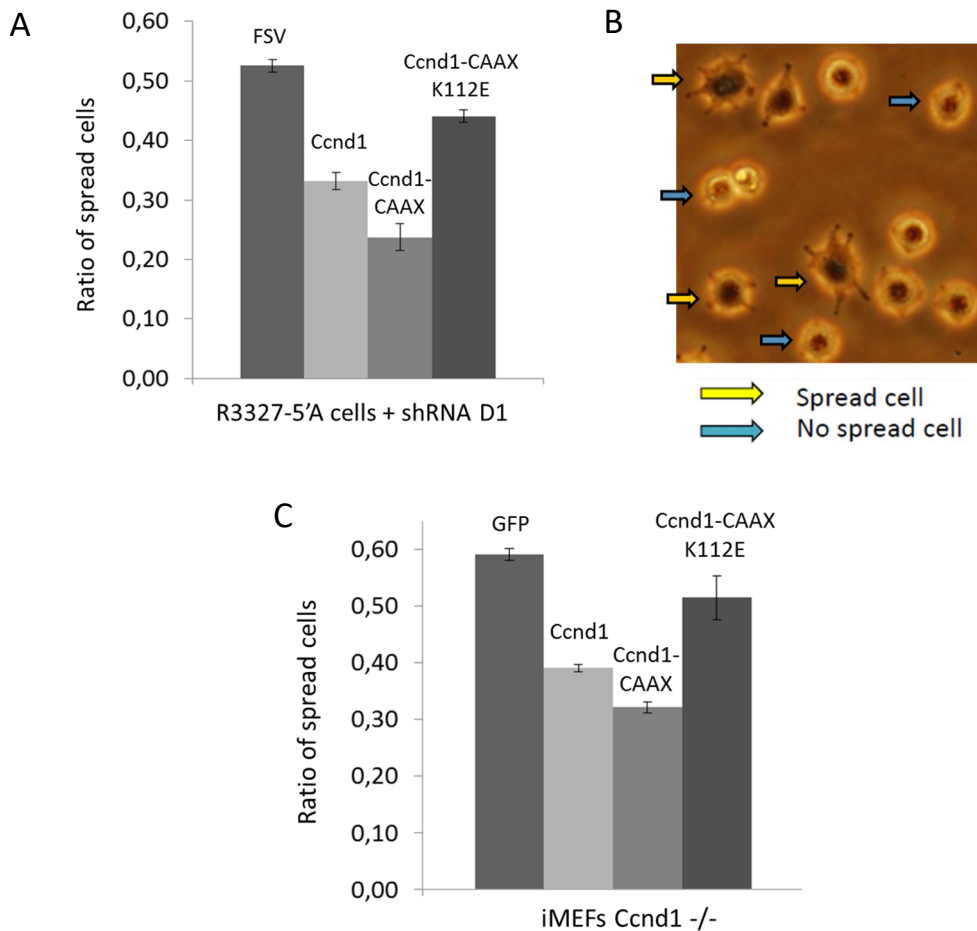 A
0,60
0,50
0,40
0,30
0,20
0,10
0,00
Ratio of spread cells
FSV
Ccnd1
Ccnd1-
CAAX
Ccnd1-CAAX
K112E
R3327-5'A cells + shRNA D1
B
Spread cell
No spread cell
C
0,60
0,50
0,40
0,30
0,20
0,10
0,00
Ratio of spread cells
GFP
Ccnd1
Ccnd1-
CAAX
Ccnd1-CAAX
K112E
iMEFs Ccnd1 -/-